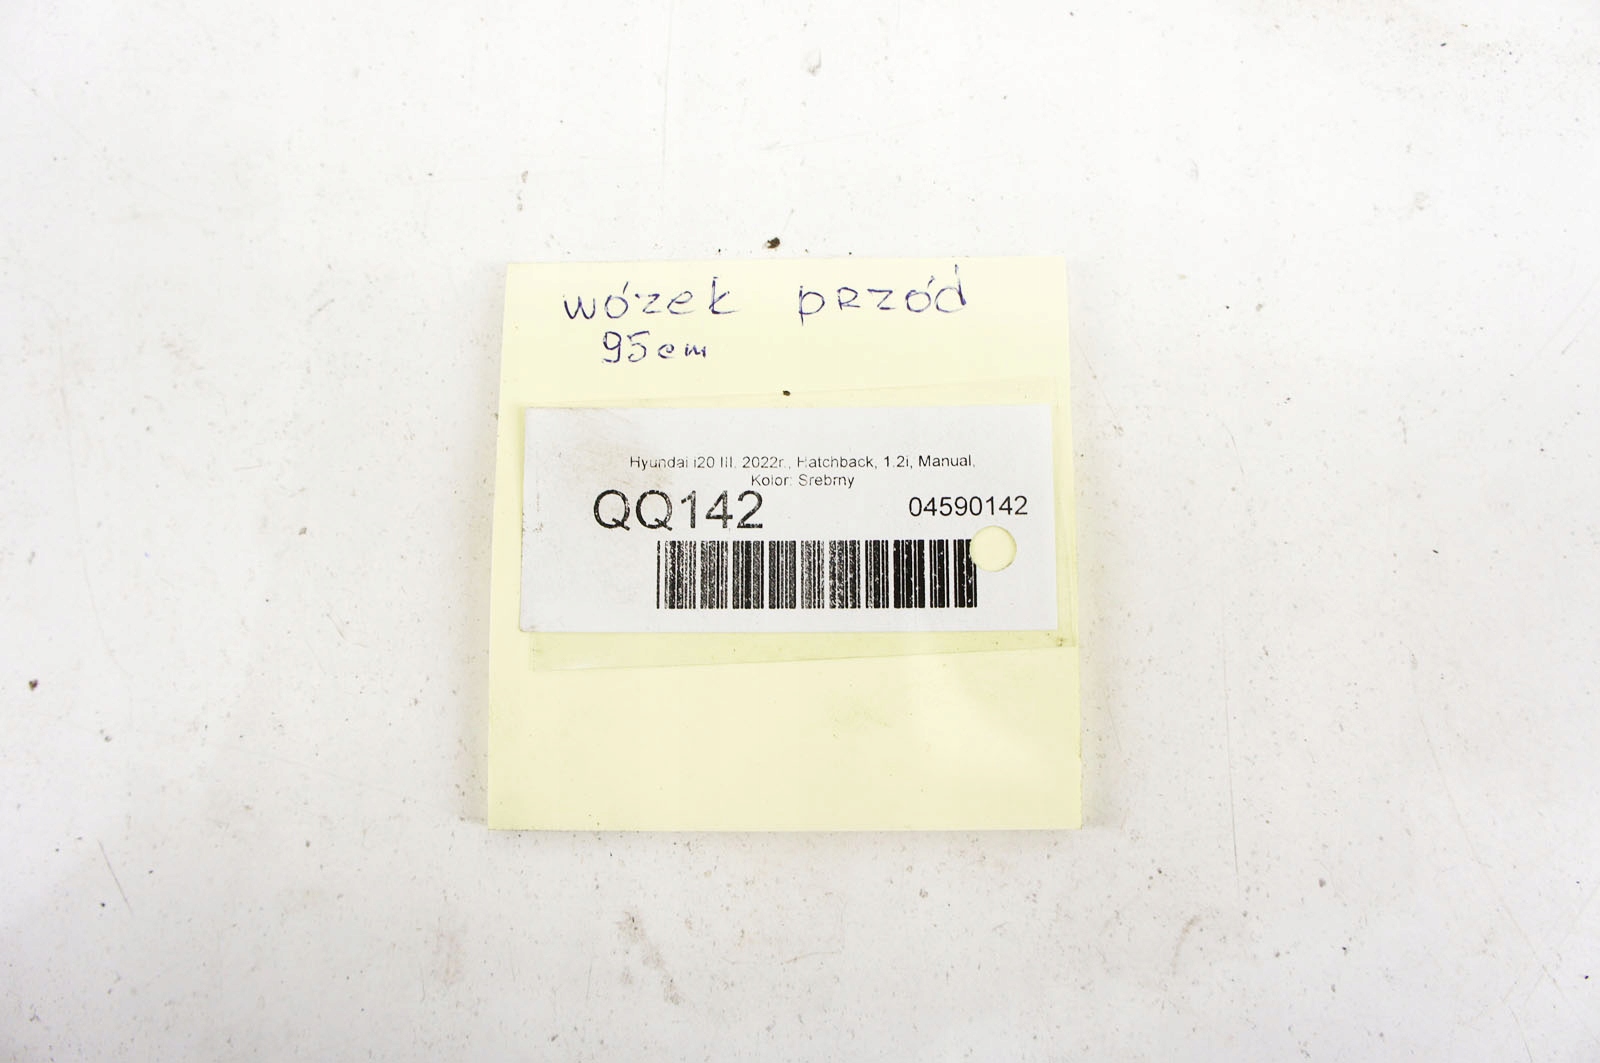 wózek przód
95cm
Hyundai i20 III, 2022r., Hatchback, 1.2i, Manual,
Kolor: Srebrny
QQ142 04590142